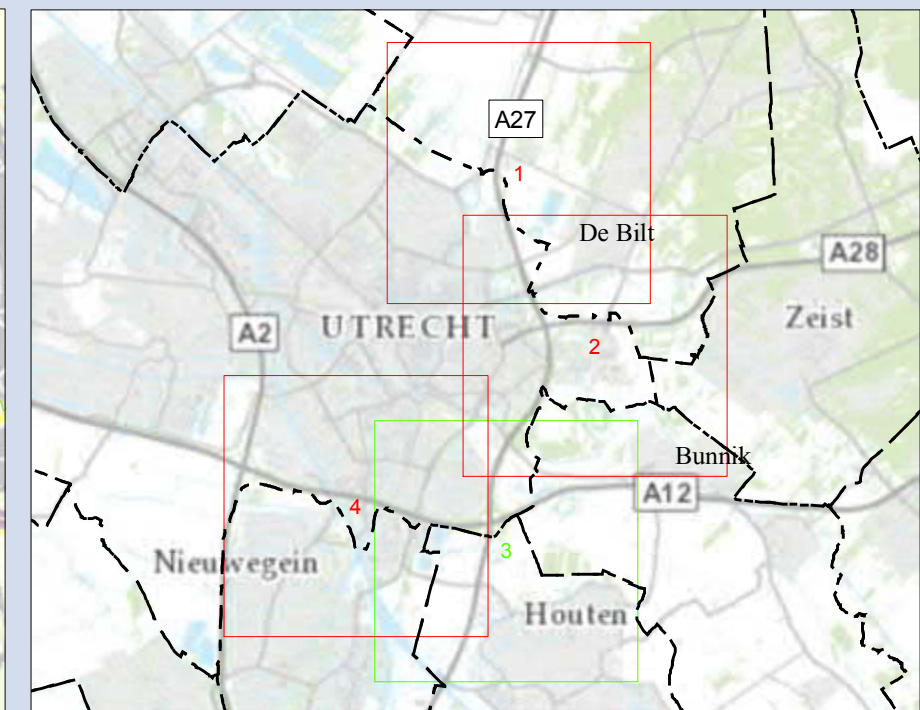 A27
1
De Bilt
A28
UTRECHT
A2
Zeist
2
Bunnik
A12
4
3
Nieuwegein
Houten